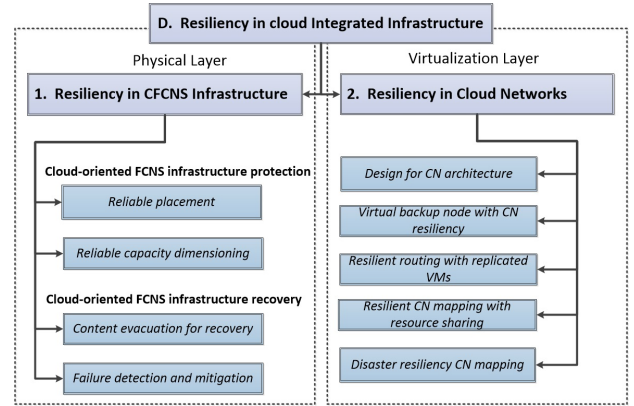 D. Resiliency in cloud Integrated Infrastructure
Physical Layer
1. Resiliency in CFCNS Infrastructure
Cloud-oriented FCNS infrastructure protection
Reliable placement
Reliable capacity dimensioning
Cloud-oriented FCNS infrastructure recovery
Content evacuation for recovery
Failure detection and mitigation
Virtualization Layer
2. Resiliency in Cloud Networks
Design for CN architecture
Virtual backup node with CN
resiliency
Resilient routing with replicated
VMs
Resilient CN mapping with
resource sharing
Disaster resiliency CN mapping